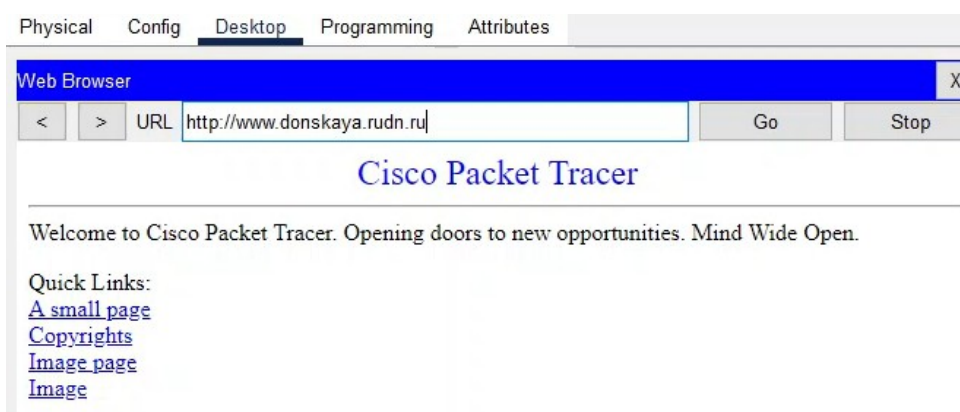 Physical Config Desktop Programming Attributes
Web Browser X
< > URL http://www.donskaya.rudn.ru Go Stop
Cisco Packet Tracer
Welcome to Cisco Packet Tracer. Opening doors to new opportunities. Mind Wide Open.
Quick Links:
A small page
Copyrights
Image page
Image